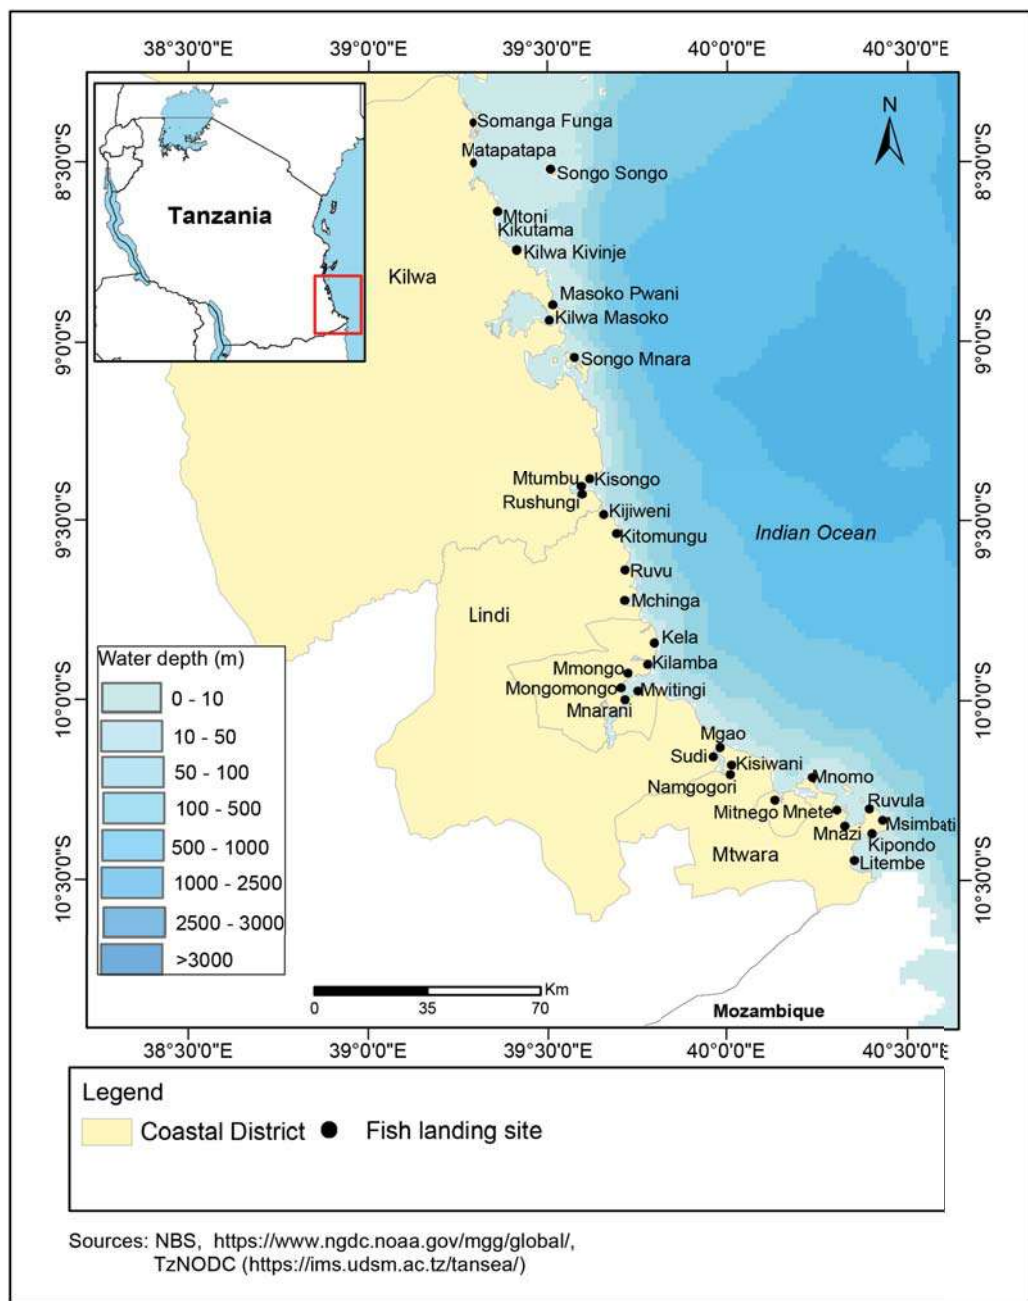 38°30'0"E 39°00'0"E 39°30'0"E 40°00'0"E 40°30'0"E
N
Somanga Funga
Matapatapa
8°30'0"S
8°30'0"S
Songo Songo
Tanzania
Mtoni
Kikutama
Kilwa Kivinje
Kilwa
Masoko Pwani
Kilwa Masoko
9°0'0"S
9°0'0"S
Songo Mnara
Mtumbu Kisongo
Rushungi
Kijiweni
9°30'0"S
9°30'0"S
Kitomungu
Indian Ocean
Ruvu
Mchinga
Lindi
Kela
Water depth (m)
Kilamba
Mmongo
Mongomongo Mwitingi
0 - 10
10°0'0"S
10°0'0"S
Mnarani
10 - 50
Mgao
Sudi
Kisiwani
50 - 100
Namgogori
Mnomo
100 - 500
Mitnego Mnete
Ruvula
Msimbati
Mnazi
500 - 1000
Kipondo
Mtwara
Litembe
1000 - 2500
10°30'0"S
10°30'0"S
2500 - 3000
>3000
Km
0 35 70
Mozambique
38°30'0"E 39°00'0"E 39°30'0"E 40°00'0"E 40°30'0"E
Legend
Coastal District Fish landing site
Sources: NBS, https://www.ngdc.noaa.gov/mgg/global/,
TzNODC (https://ims.udsm.ac.tz/tansea/)